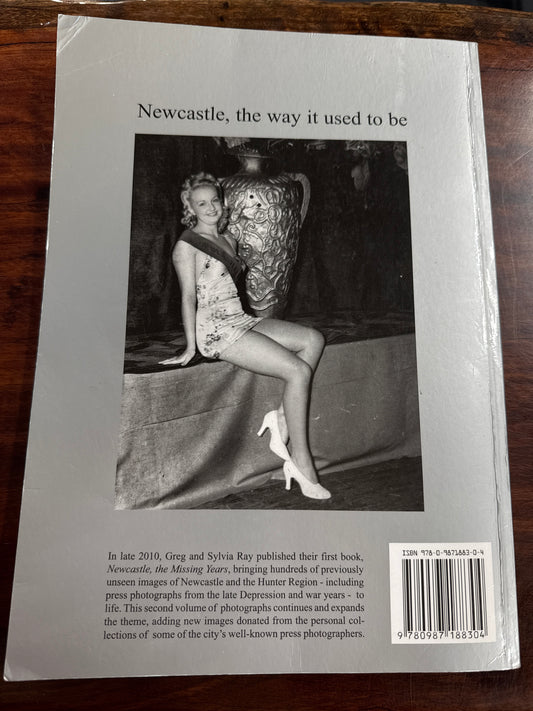 Newcastle, the way it used to be
In late 2010, Greg and Sylvia Ray published their first book,
Newcastle, the Missing Years, bringing hundreds of previously
unseen images of Newcastle and the Hunter Region - including
press photographs from the late Depression and war years - to
life. This second volume of photographs continues and expands
the theme, adding new images donated from the personal col-
lections of some of the city's well-known press photographers.
ISBN 978-0-9871883-0-4
9 780987 188304